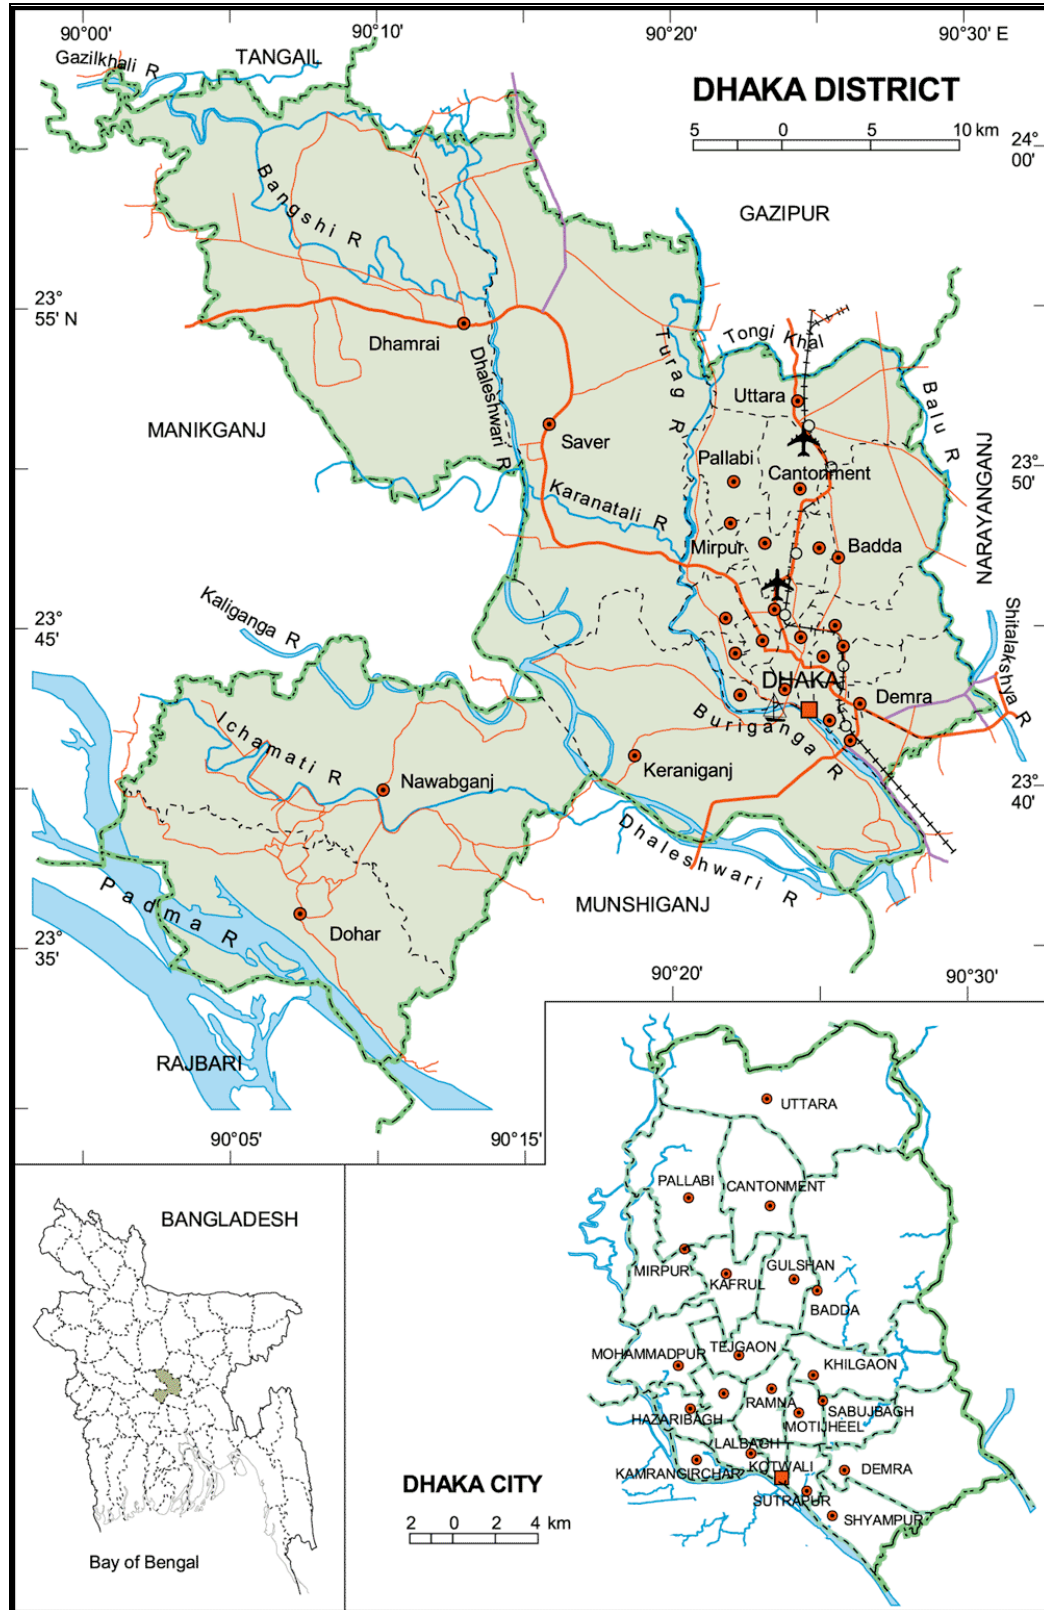 90°00'
90°10'
90°20'
90°30' E
Gazilkhali R
TANGAIL
DHAKA DISTRICT
5 0 5 10 km
24°
00'
Bangshi R
GAZIPUR
23°
55' N
Dhamrai
Dhaleshwari R
Turag R
Tongi Khal
Uttara
Balu R
MANIKGANJ
Saver
Pallabi
Cantonment
23°
50'
Karanatali R
Mirpur
Badda
NARAYANGANJ
Kaliganga R
Shitalakshya R
23°
45'
DHAKA
Demra
Ichamati R
Buriganga R
Nawabganj
Keraniganj
23°
40'
Dhaleshwari R
Padma R
MUNSHIGANJ
Dohar
23°
35'
90°20'
90°30'
RAJBARI
90°05'
90°15'
UTTARA
PALLABI
CANTONMENT
BANGLADESH
MIRPUR
KAFRUL
GULSHAN
BADDA
MOHAMMADPUR
TEJGAON
KHILGAON
HAZARIBAGH
RAMNA
SABUJBAGH
MOTIJHEEL
LALBAGH
KAMRANGIRCHAR
KOTWALI
DEMRA
SUTRAPUR
SHYAMPUR
DHAKA CITY
2 0 2 4 km
Bay of Bengal